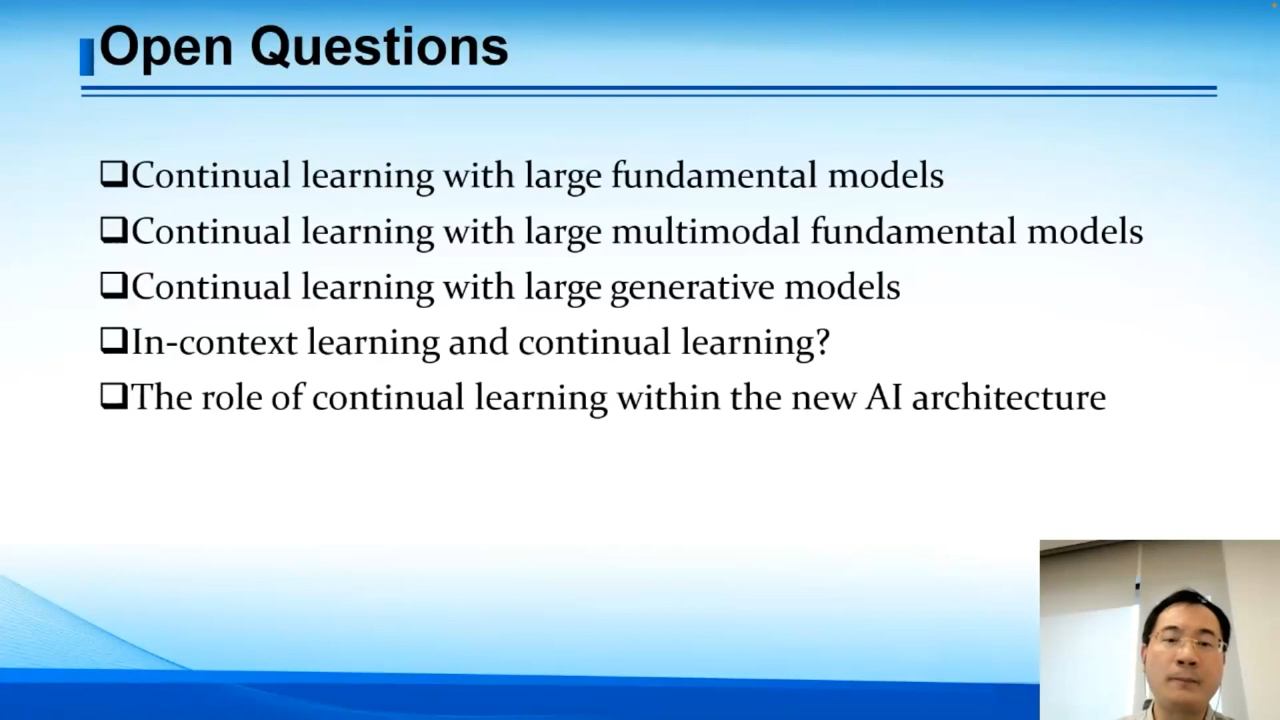 Open Questions
Continual learning with large fundamental models
Continual learning with large multimodal fundamental models
Continual learning with large generative models
In-context learning and continual learning?
The role of continual learning within the new AI architecture